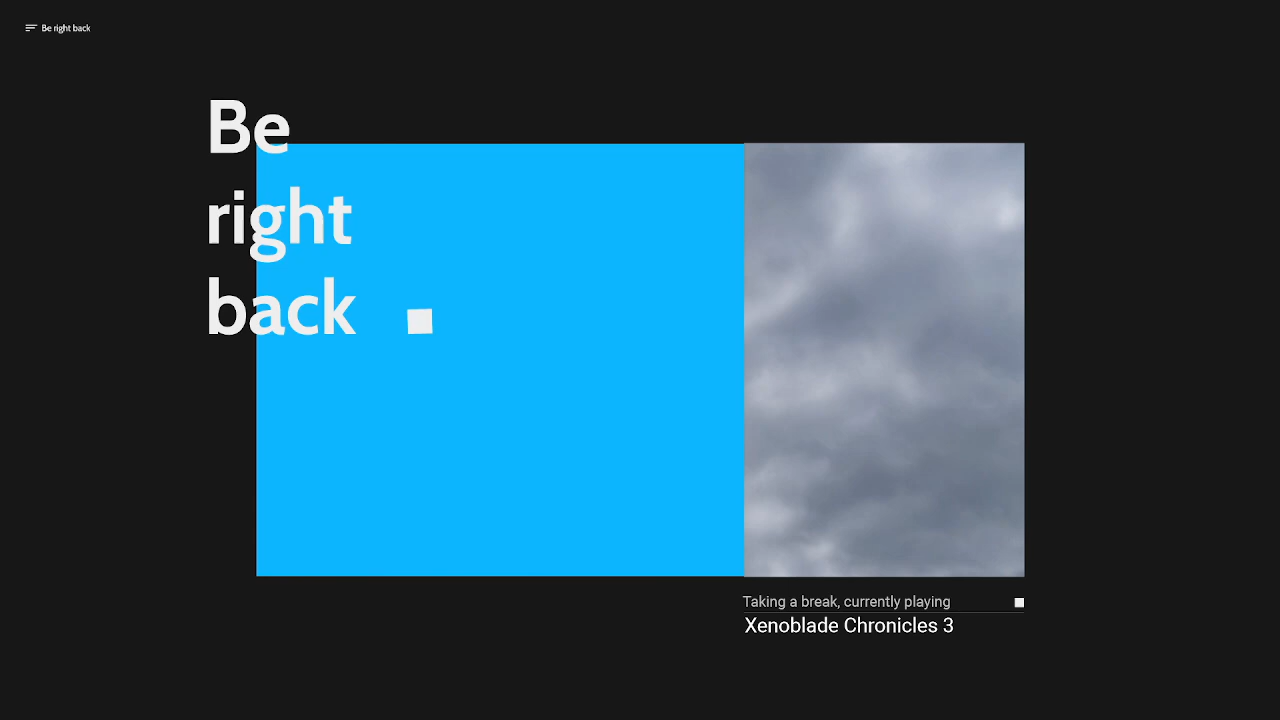 Be right back
Be
right
back
Taking a break, currently playing
Xenoblade Chronicles 3